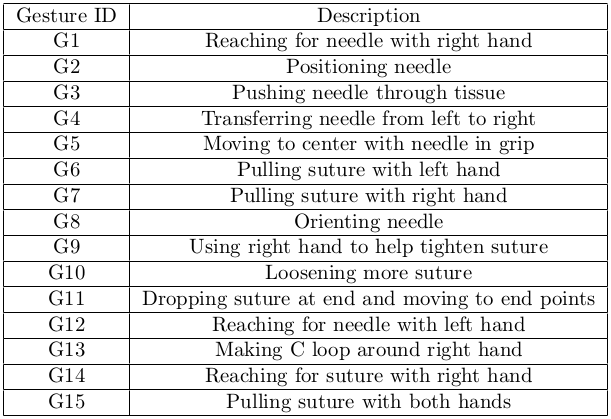 Gesture ID Description
G1 Reaching for needle with right hand
G2 Positioning needle
G3 Pushing needle through tissue
G4 Transferring needle from left to right
G5 Moving to center with needle in grip
G6 Pulling suture with left hand
G7 Pulling suture with right hand
G8 Orienting needle
G9 Using right hand to help tighten suture
G10 Loosening more suture
G11 Dropping suture at end and moving to end points
G12 Reaching for needle with left hand
G13 Making C loop around right hand
G14 Reaching for suture with right hand
G15 Pulling suture with both hands